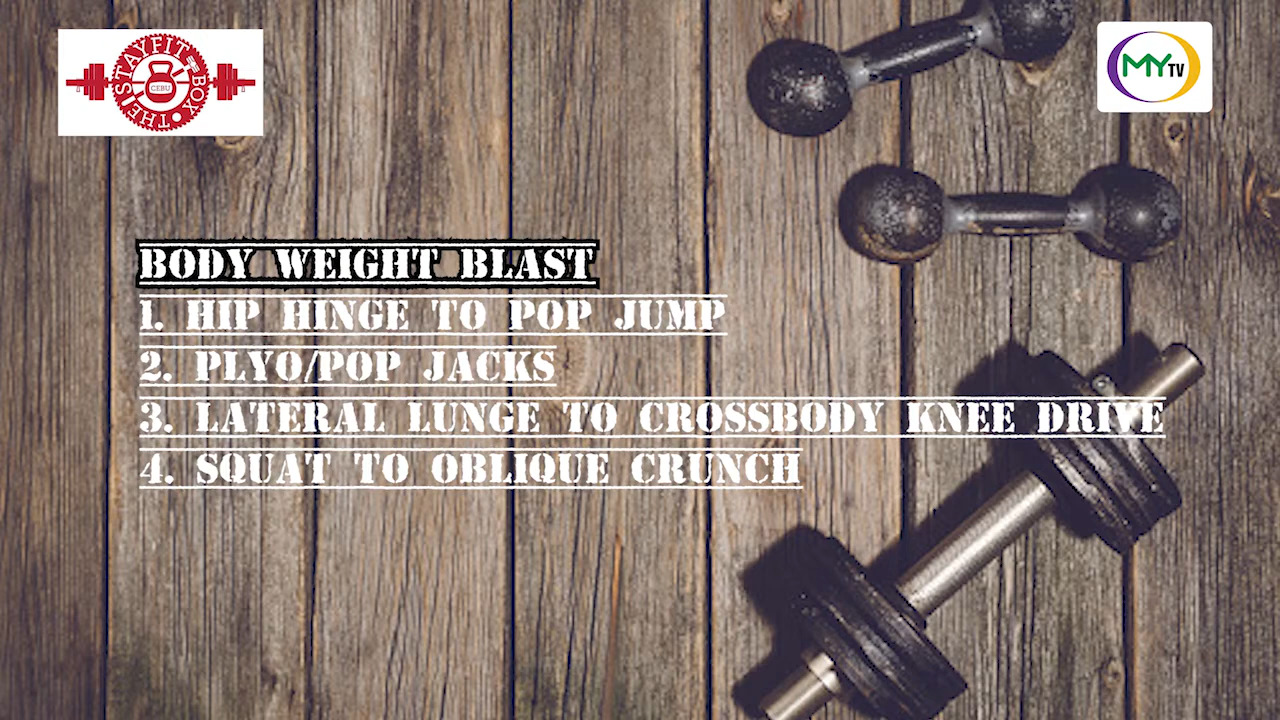 THE STAYFIT BOX
CEBU
MYTV
BODY WEIGHT BLAST
1. HIP HINGE TO POP JUMP
2. PLYO/POP JACKS
3. LATERAL LUNGE TO CROSSBODY KNEE DRIVE
4. SQUAT TO OBLIQUE CRUNCH